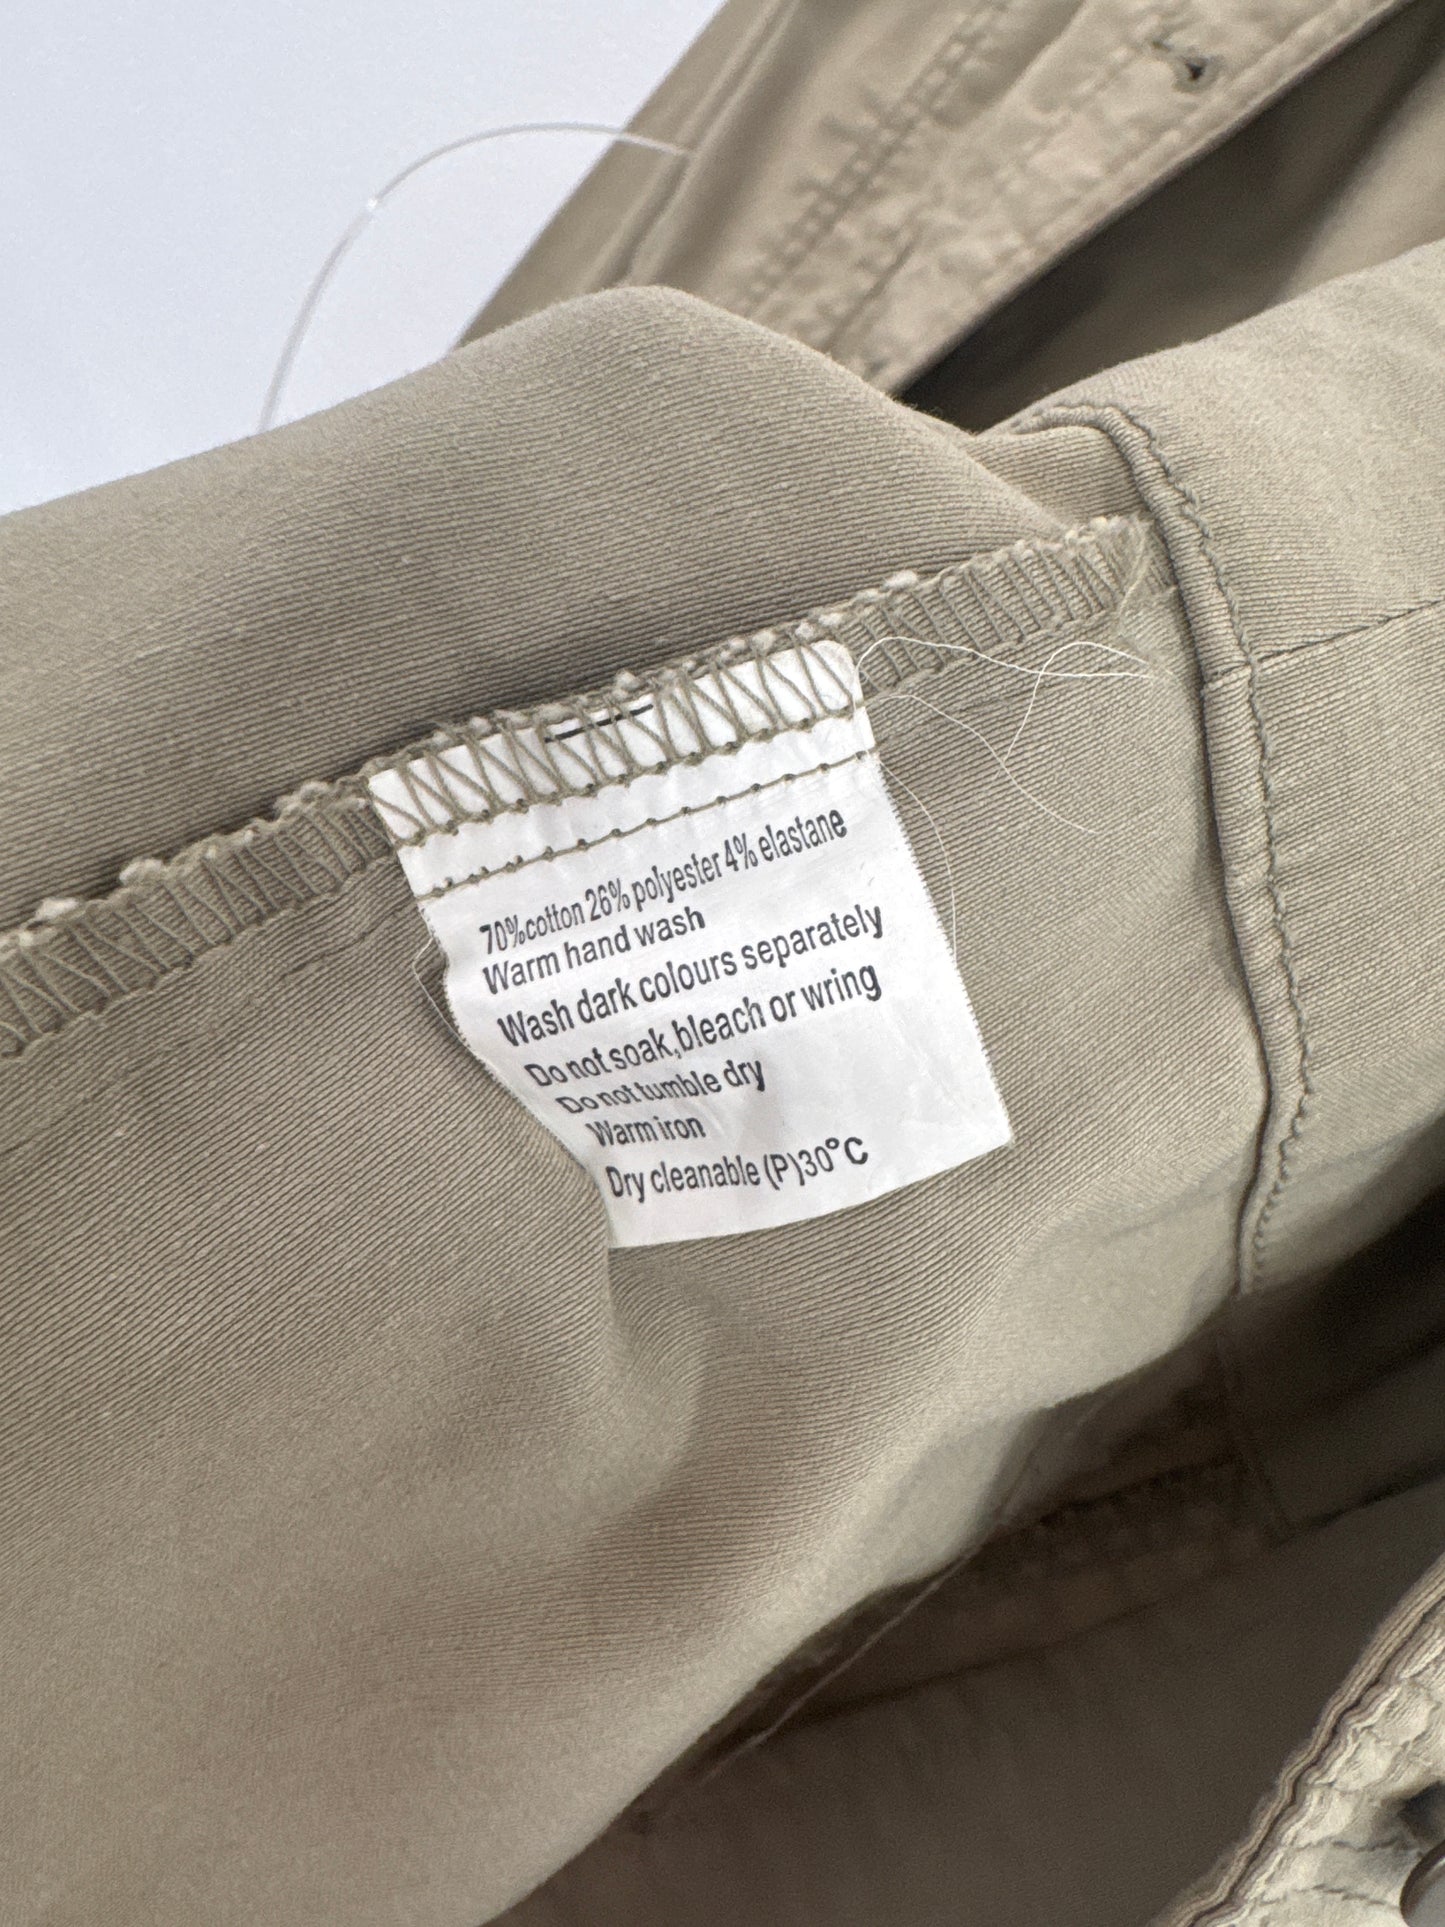 70%cotton 26%polyester 4% elastane
Warm hand wash
Wash dark colours separately
Do not soak,bleach or wring
Do not tumble dry
Warm iron
Dry cleanable (P)30°C